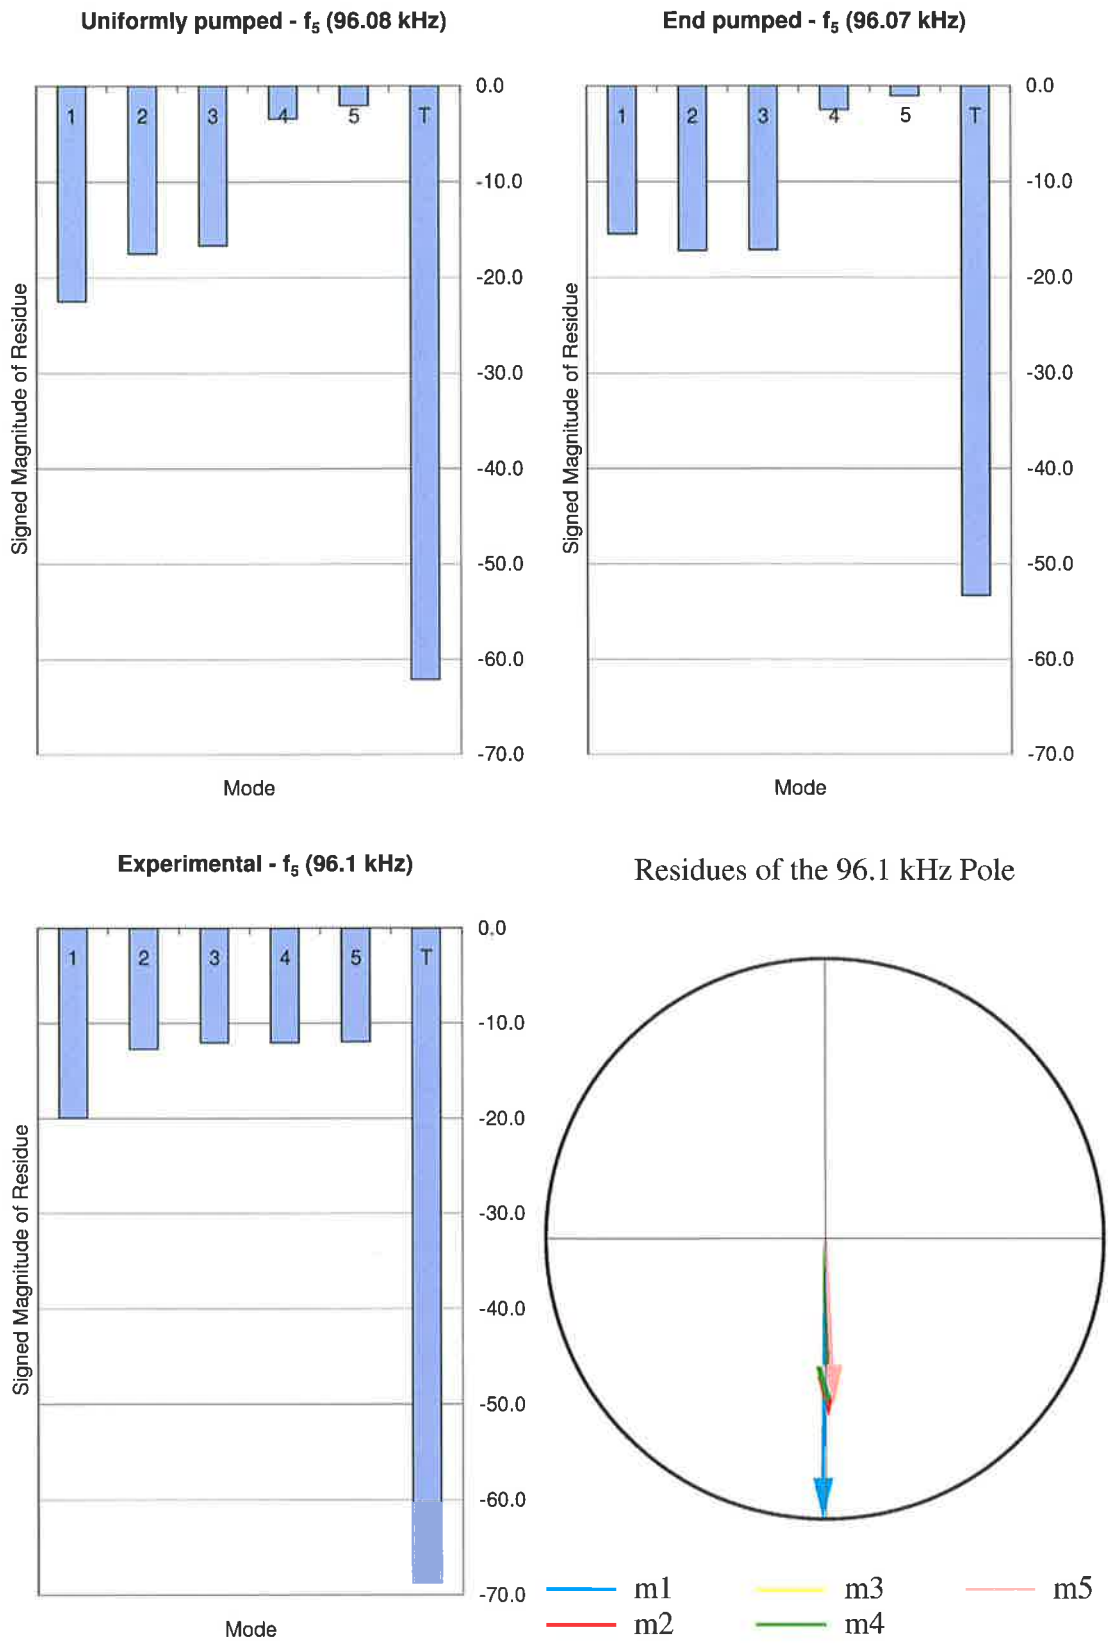 Uniformly pumped - f5 (96.08 kHz)
0.0
1 2 3 4 5 T
-10.0
-20.0
-30.0
-40.0
-50.0
-60.0
-70.0
Signed Magnitude of Residue
Mode
End pumped - f5 (96.07 kHz)
0.0
1 2 3 4 5 T
-10.0
-20.0
-30.0
-40.0
-50.0
-60.0
-70.0
Signed Magnitude of Residue
Mode
Experimental - f5 (96.1 kHz)
0.0
1 2 3 4 5 T
-10.0
-20.0
-30.0
-40.0
-50.0
-60.0
-70.0
Signed Magnitude of Residue
Mode
Residues of the 96.1 kHz Pole
m1 m3 m5
m2 m4